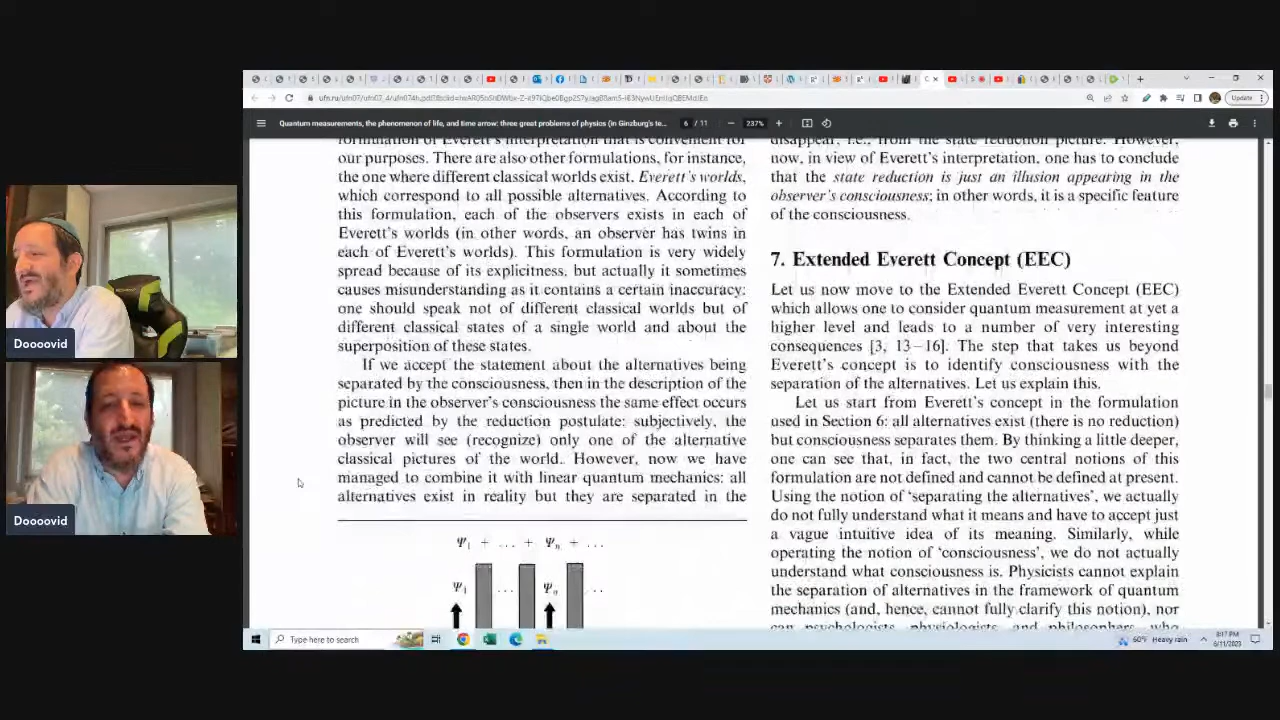 Quantum measurements, the phenomenon of life, and time arrow: three great problems of physics (in Ginzburg's te...
6 / 11
237%
Update
our purposes. There are also other formulations, for instance,
the one where different classical worlds exist, Everett's worlds,
which correspond to all possible alternatives. According to
this formulation, each of the observers exists in each of
Everett's worlds (in other words, an observer has twins in
each of Everett's worlds). This formulation is very widely
spread because of its explicitness, but actually it sometimes
causes misunderstanding as it contains a certain inaccuracy:
one should speak not of different classical worlds but of
different classical states of a single world and about the
superposition of these states.
If we accept the statement about the alternatives being
separated by the consciousness, then in the description of the
picture in the observer's consciousness the same effect occurs
as predicted by the reduction postulate: subjectively, the
observer will see (recognize) only one of the alternative
classical pictures of the world. However, now we have
managed to combine it with linear quantum mechanics: all
alternatives exist in reality but they are separated in the
Ψ1 + ... + Ψn + ...
Ψ1 ... Ψn ..
disappear, i.e., from the state reduction picture. However,
now, in view of Everett's interpretation, one has to conclude
that the state reduction is just an illusion appearing in the
observer's consciousness; in other words, it is a specific feature
of the consciousness.
7. Extended Everett Concept (EEC)
Let us now move to the Extended Everett Concept (EEC)
which allows one to consider quantum measurement at yet a
higher level and leads to a number of very interesting
consequences [3, 13–16]. The step that takes us beyond
Everett's concept is to identify consciousness with the
separation of the alternatives. Let us explain this.
Let us start from Everett's concept in the formulation
used in Section 6: all alternatives exist (there is no reduction)
but consciousness separates them. By thinking a little deeper,
one can see that, in fact, the two central notions of this
formulation are not defined and cannot be defined at present.
Using the notion of 'separating the alternatives', we actually
do not fully understand what it means and have to accept just
a vague intuitive idea of its meaning. Similarly, while
operating the notion of 'consciousness', we do not actually
understand what consciousness is. Physicists cannot explain
the separation of alternatives in the framework of quantum
mechanics (and, hence, cannot fully clarify this notion), nor
can psychologists, physiologists, and philosophers, who
Doooovid
Doooovid
Type here to search
60°F Heavy rain
8:17 PM
6/11/2023